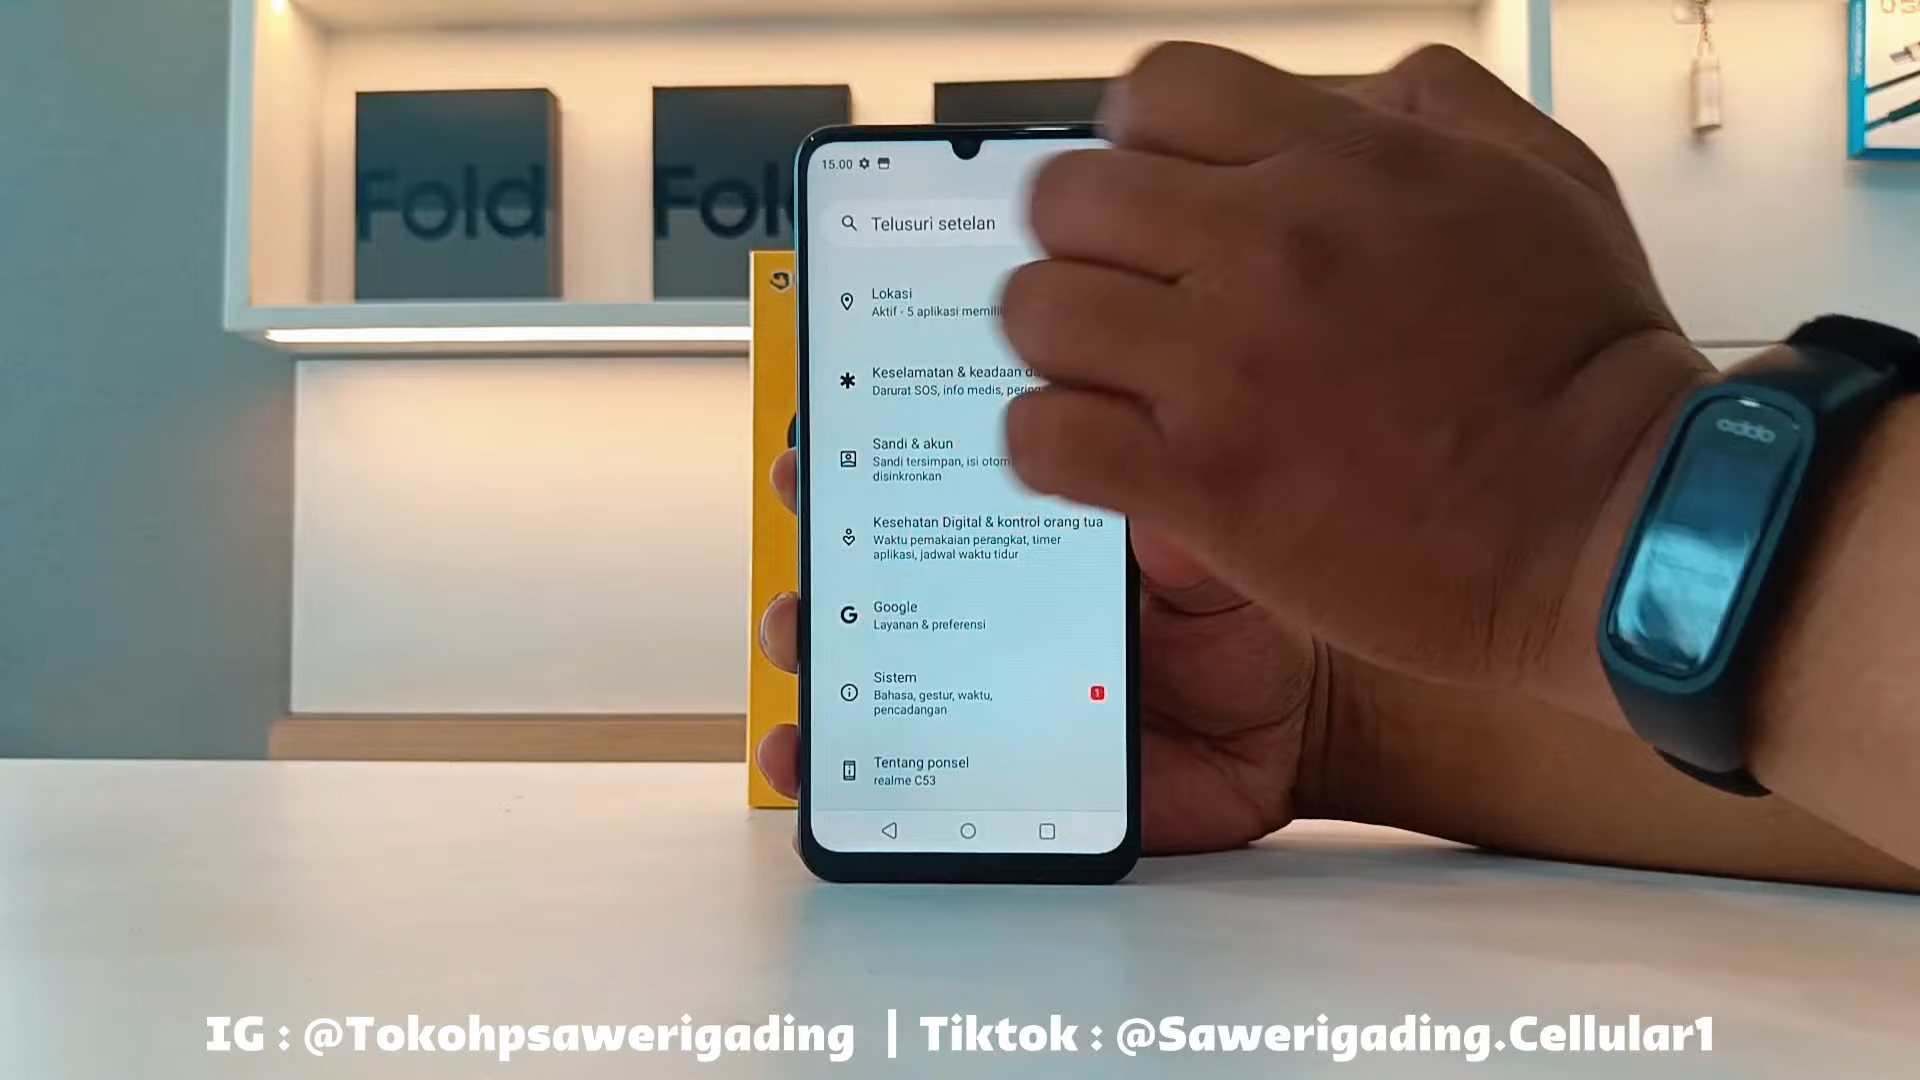 Fold
Fol
15.00
Telusuri setelan
Lokasi
Aktif - 5 aplikasi
Keselamatan & keadaan
Darurat SOS, info medis,
Sandi & akun
Sandi tersimpan, isi
disinkronkan
Kesehatan Digital & kontrol orang tua
Waktu pemakaian perangkat, timer
aplikasi, jadwal waktu tidur
Google
Layanan & preferensi
Sistem
Bahasa, gestur, waktu,
pencadangan
1
Tentang ponsel
realme C53
oppo
IG : @Tokohpsawerigading | Tiktok : @Sawerigading.Cellular1